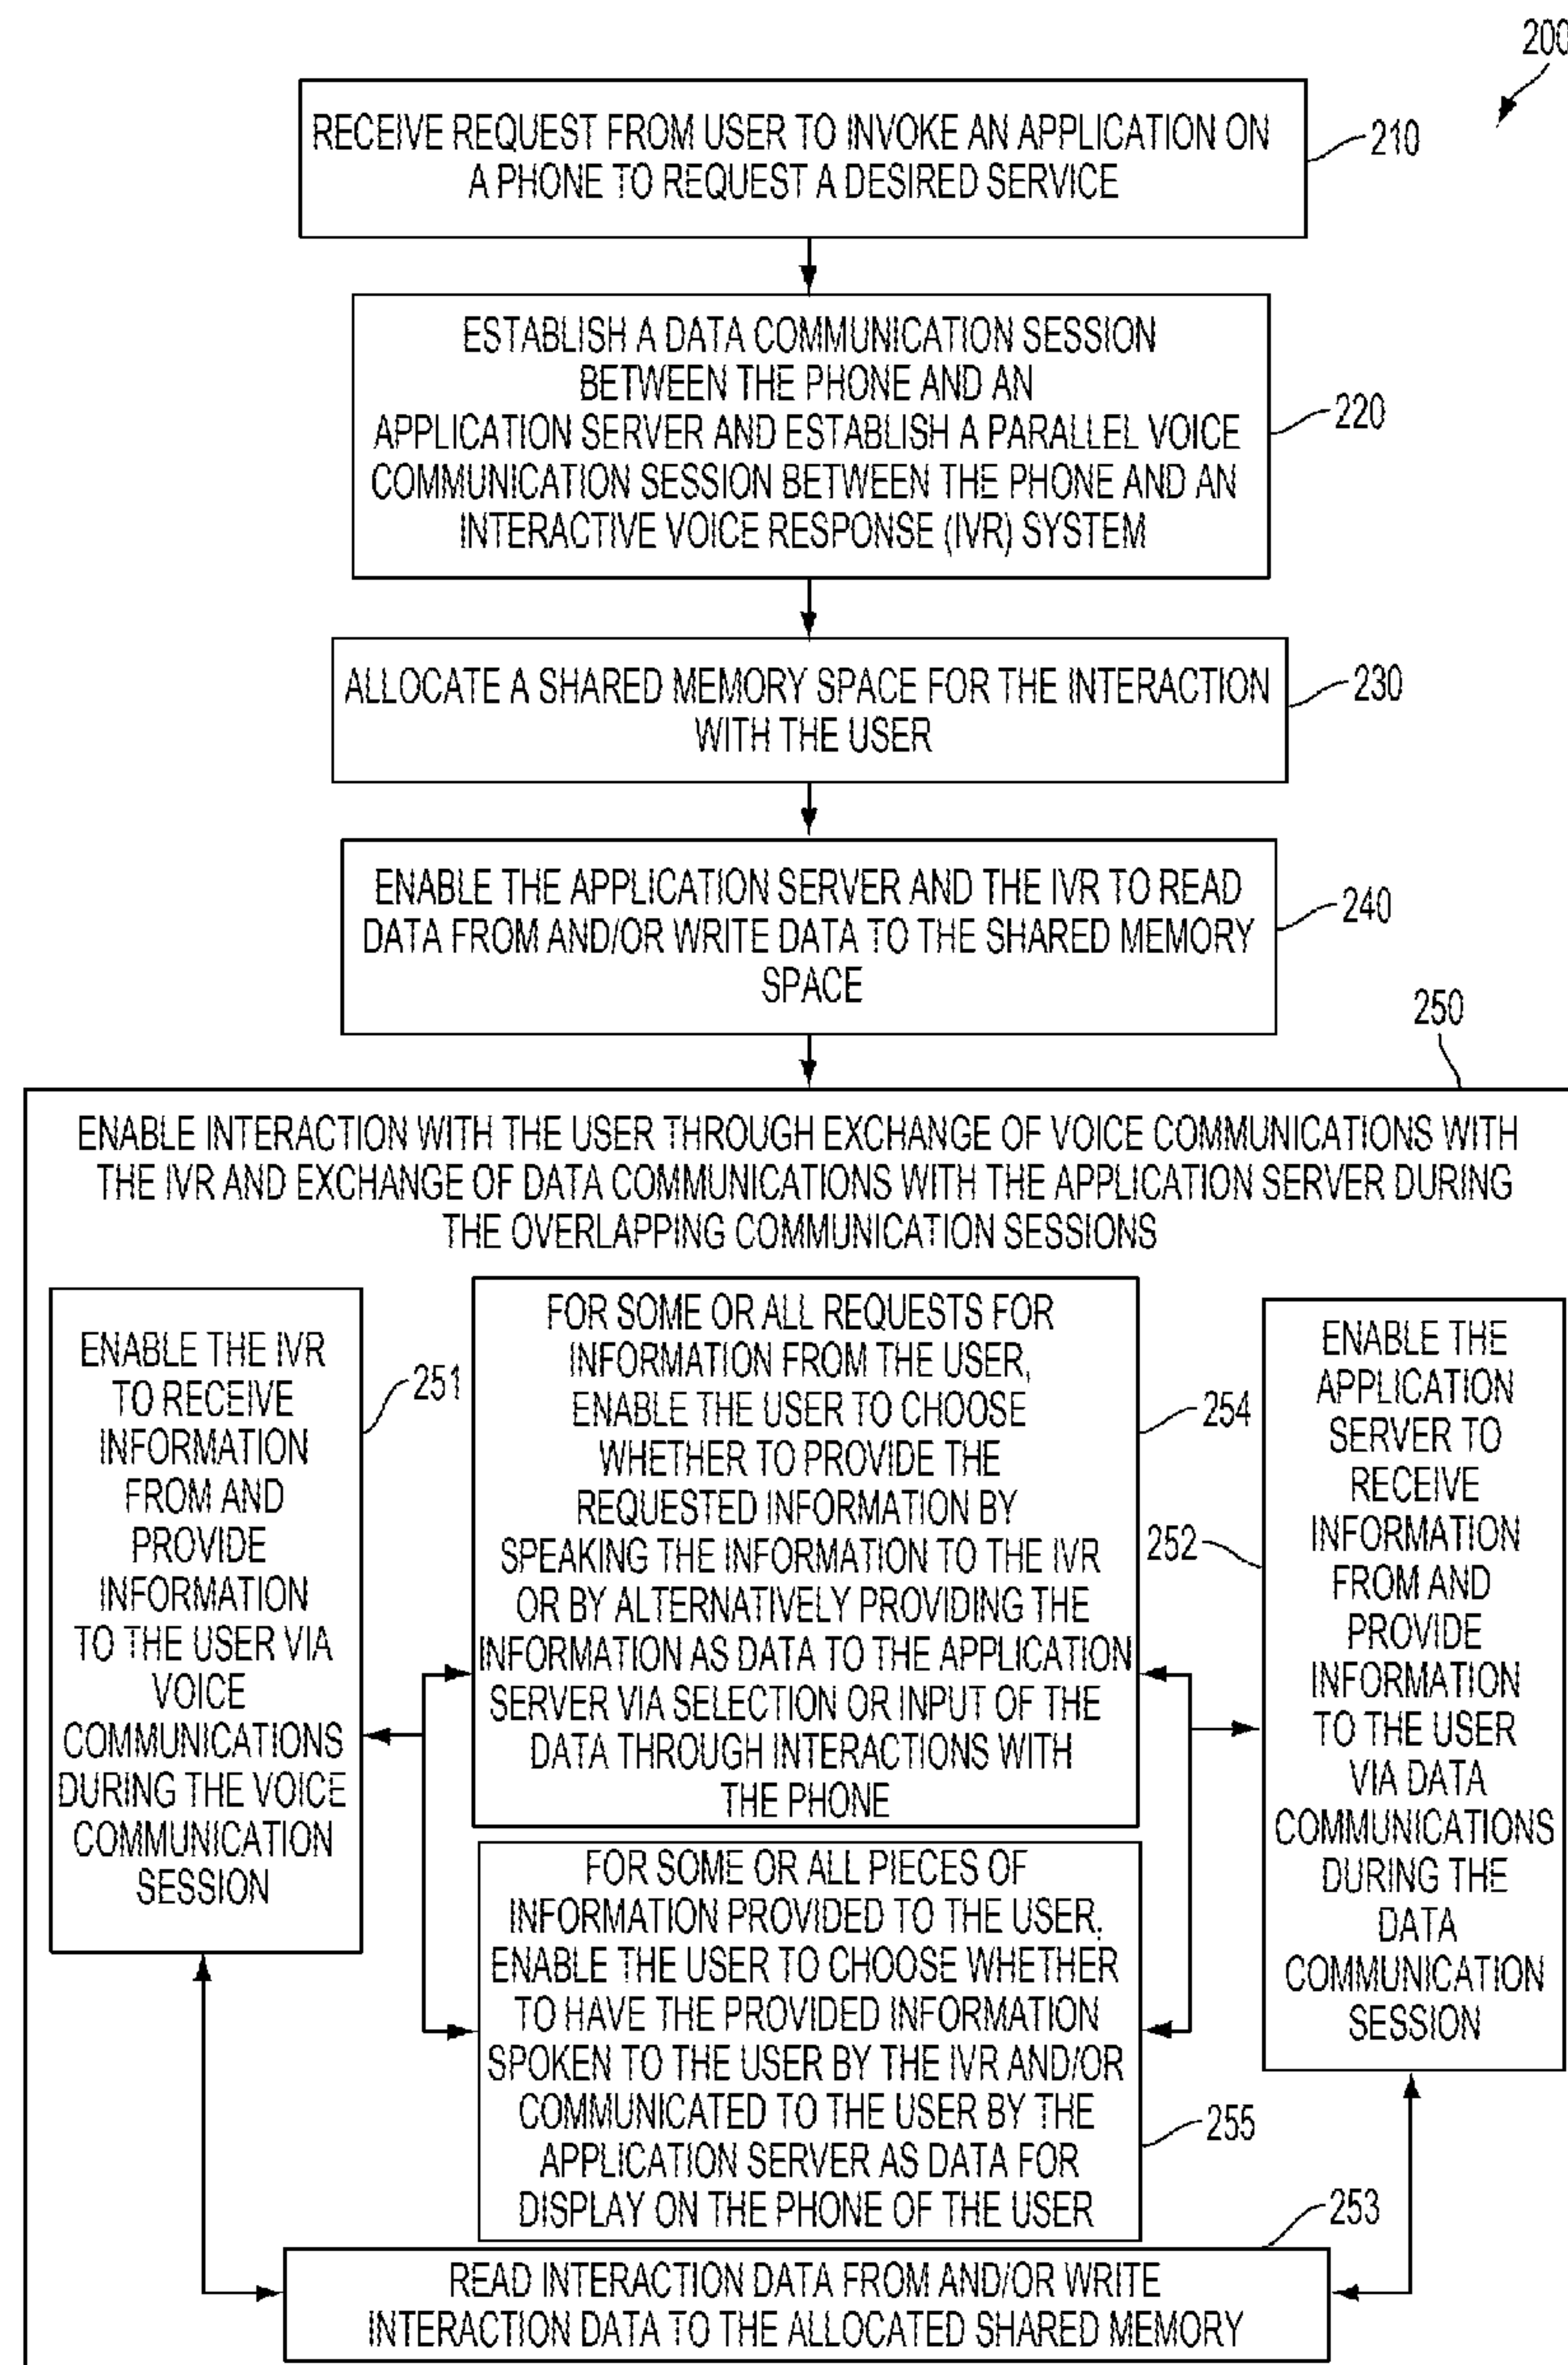 200
RECEIVE REQUEST FROM USER TO INVOKE AN APPLICATION ON
A PHONE TO REQUEST A DESIRED SERVICE
210
ESTABLISH A DATA COMMUNICATION SESSION
BETWEEN THE PHONE AND AN
APPLICATION SERVER AND ESTABLISH A PARALLEL VOICE
COMMUNICATION SESSION BETWEEN THE PHONE AND AN
INTERACTIVE VOICE RESPONSE (IVR) SYSTEM
220
ALLOCATE A SHARED MEMORY SPACE FOR THE INTERACTION
WITH THE USER
230
ENABLE THE APPLICATION SERVER AND THE IVR TO READ
DATA FROM AND/OR WRITE DATA TO THE SHARED MEMORY
SPACE
240
250
ENABLE INTERACTION WITH THE USER THROUGH EXCHANGE OF VOICE COMMUNICATIONS WITH
THE IVR AND EXCHANGE OF DATA COMMUNICATIONS WITH THE APPLICATION SERVER DURING
THE OVERLAPPING COMMUNICATION SESSIONS
ENABLE THE IVR
TO RECEIVE
INFORMATION
FROM AND
PROVIDE
INFORMATION
TO THE USER VIA
VOICE
COMMUNICATIONS
DURING THE VOICE
COMMUNICATION
SESSION
251
FOR SOME OR ALL REQUESTS FOR
INFORMATION FROM THE USER,
ENABLE THE USER TO CHOOSE
WHETHER TO PROVIDE THE
REQUESTED INFORMATION BY
SPEAKING THE INFORMATION TO THE IVR
OR BY ALTERNATIVELY PROVIDING THE
INFORMATION AS DATA TO THE APPLICATION
SERVER VIA SELECTION OR INPUT OF THE
DATA THROUGH INTERACTIONS WITH
THE PHONE
254
252
ENABLE THE
APPLICATION
SERVER TO
RECEIVE
INFORMATION
FROM AND
PROVIDE
INFORMATION
TO THE USER
VIA DATA
COMMUNICATIONS
DURING THE
DATA
COMMUNICATION
SESSION
FOR SOME OR ALL PIECES OF
INFORMATION PROVIDED TO THE USER,
ENABLE THE USER TO CHOOSE WHETHER
TO HAVE THE PROVIDED INFORMATION
SPOKEN TO THE USER BY THE IVR AND/OR
COMMUNICATED TO THE USER BY THE
APPLICATION SERVER AS DATA FOR
DISPLAY ON THE PHONE OF THE USER
255
253
READ INTERACTION DATA FROM AND/OR WRITE
INTERACTION DATA TO THE ALLOCATED SHARED MEMORY